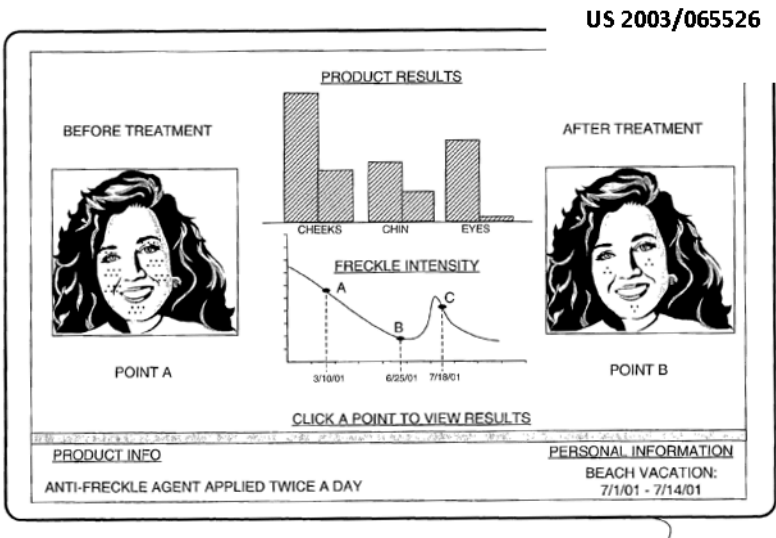 US 2003/065526
PRODUCT RESULTS
BEFORE TREATMENT
AFTER TREATMENT
CHEEKS CHIN EYES
FRECKLE INTENSITY
A
B
C
3/10/01 6/25/01 7/18/01
POINT A
POINT B
CLICK A POINT TO VIEW RESULTS
PRODUCT INFO
ANTI-FRECKLE AGENT APPLIED TWICE A DAY
PERSONAL INFORMATION
BEACH VACATION:
7/1/01 - 7/14/01